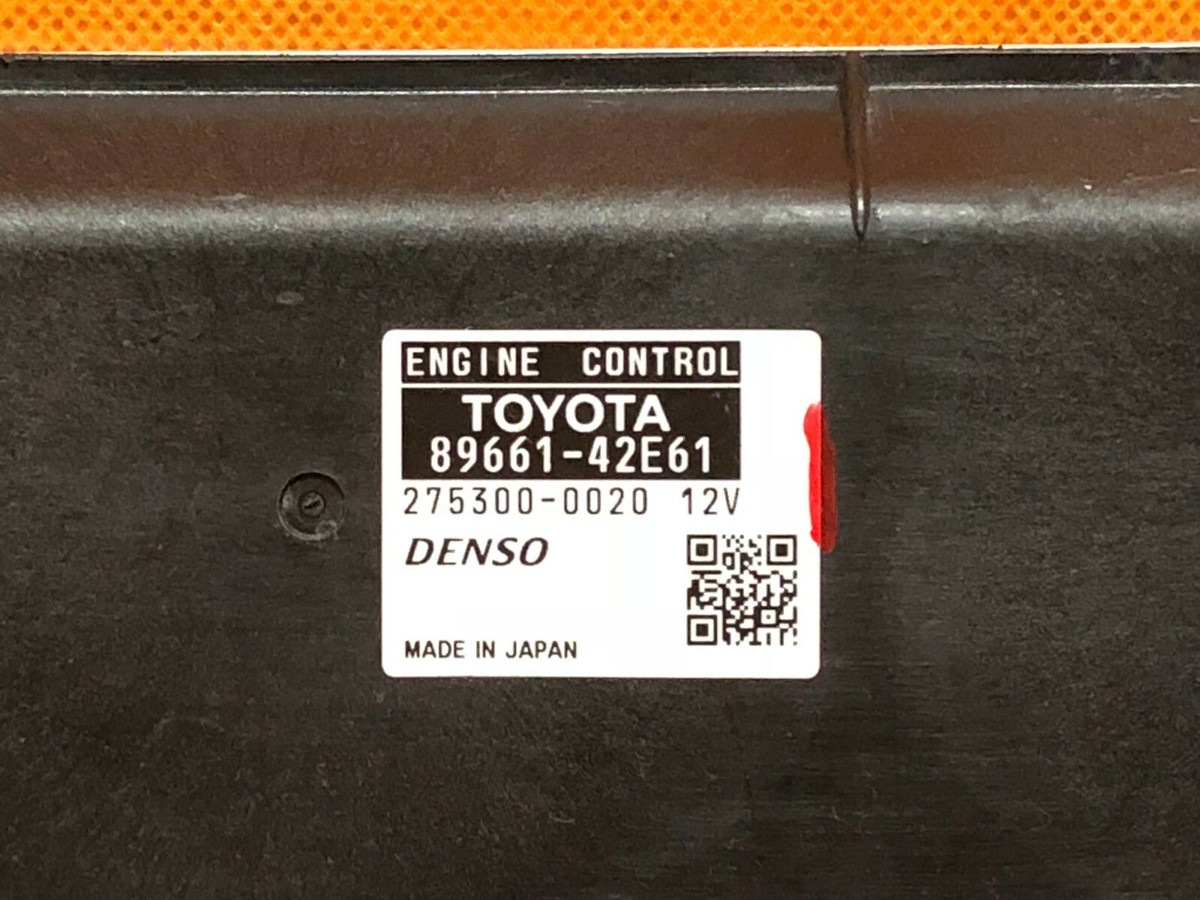 ENGINE CONTROL
TOYOTA
89661-42E61
275300-0020 12V
DENSO
MADE IN JAPAN